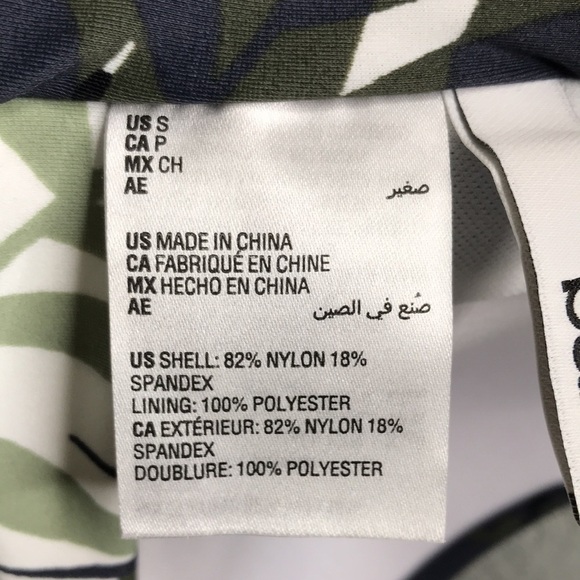 US S
CA P
MX CH
AE صغير
US MADE IN CHINA
CA FABRIQUÉ EN CHINE
MX HECHO EN CHINA
AE صُنع في الصين
US SHELL: 82% NYLON 18%
SPANDEX
LINING: 100% POLYESTER
CA EXTÉRIEUR: 82% NYLON 18%
SPANDEX
DOUBLURE: 100% POLYESTER